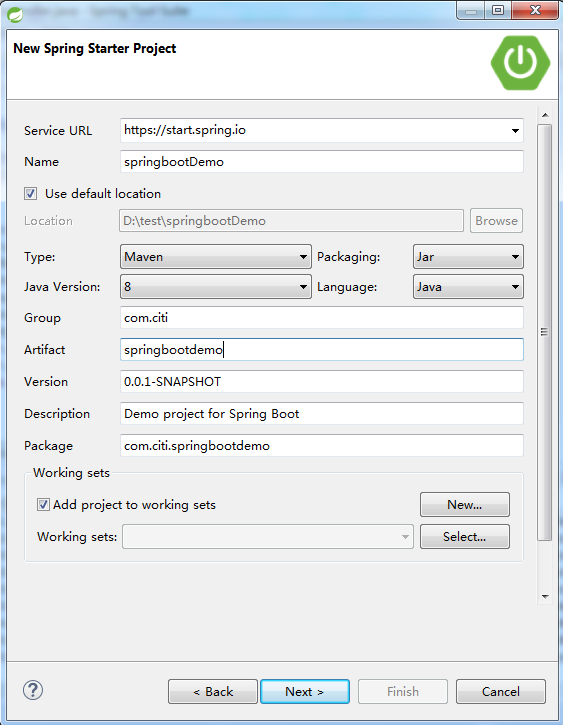 Spring Tool Suite
New Spring Starter Project
Service URL https://start.spring.io
Name springbootDemo
Use default location
Location D:\test\springbootDemo Browse
Type: Maven Packaging: Jar
Java Version: 8 Language: Java
Group com.citi
Artifact springbootdemo
Version 0.0.1-SNAPSHOT
Description Demo project for Spring Boot
Package com.citi.springbootdemo
Working sets
Add project to working sets New...
Working sets: Select...
? < Back Next > Finish Cancel